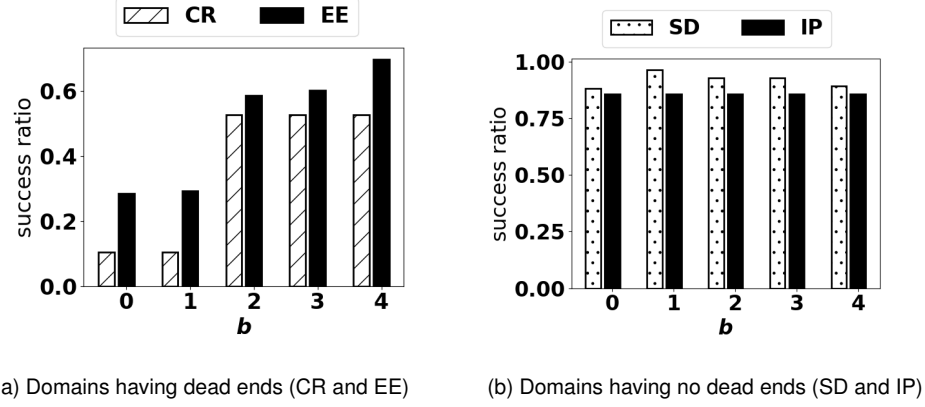 CR EE
success ratio
0.6
0.4
0.2
0.0
0 1 2 3 4
b
a) Domains having dead ends (CR and EE)
SD IP
success ratio
1.00
0.75
0.50
0.25
0.00
0 1 2 3 4
b
(b) Domains having no dead ends (SD and IP)